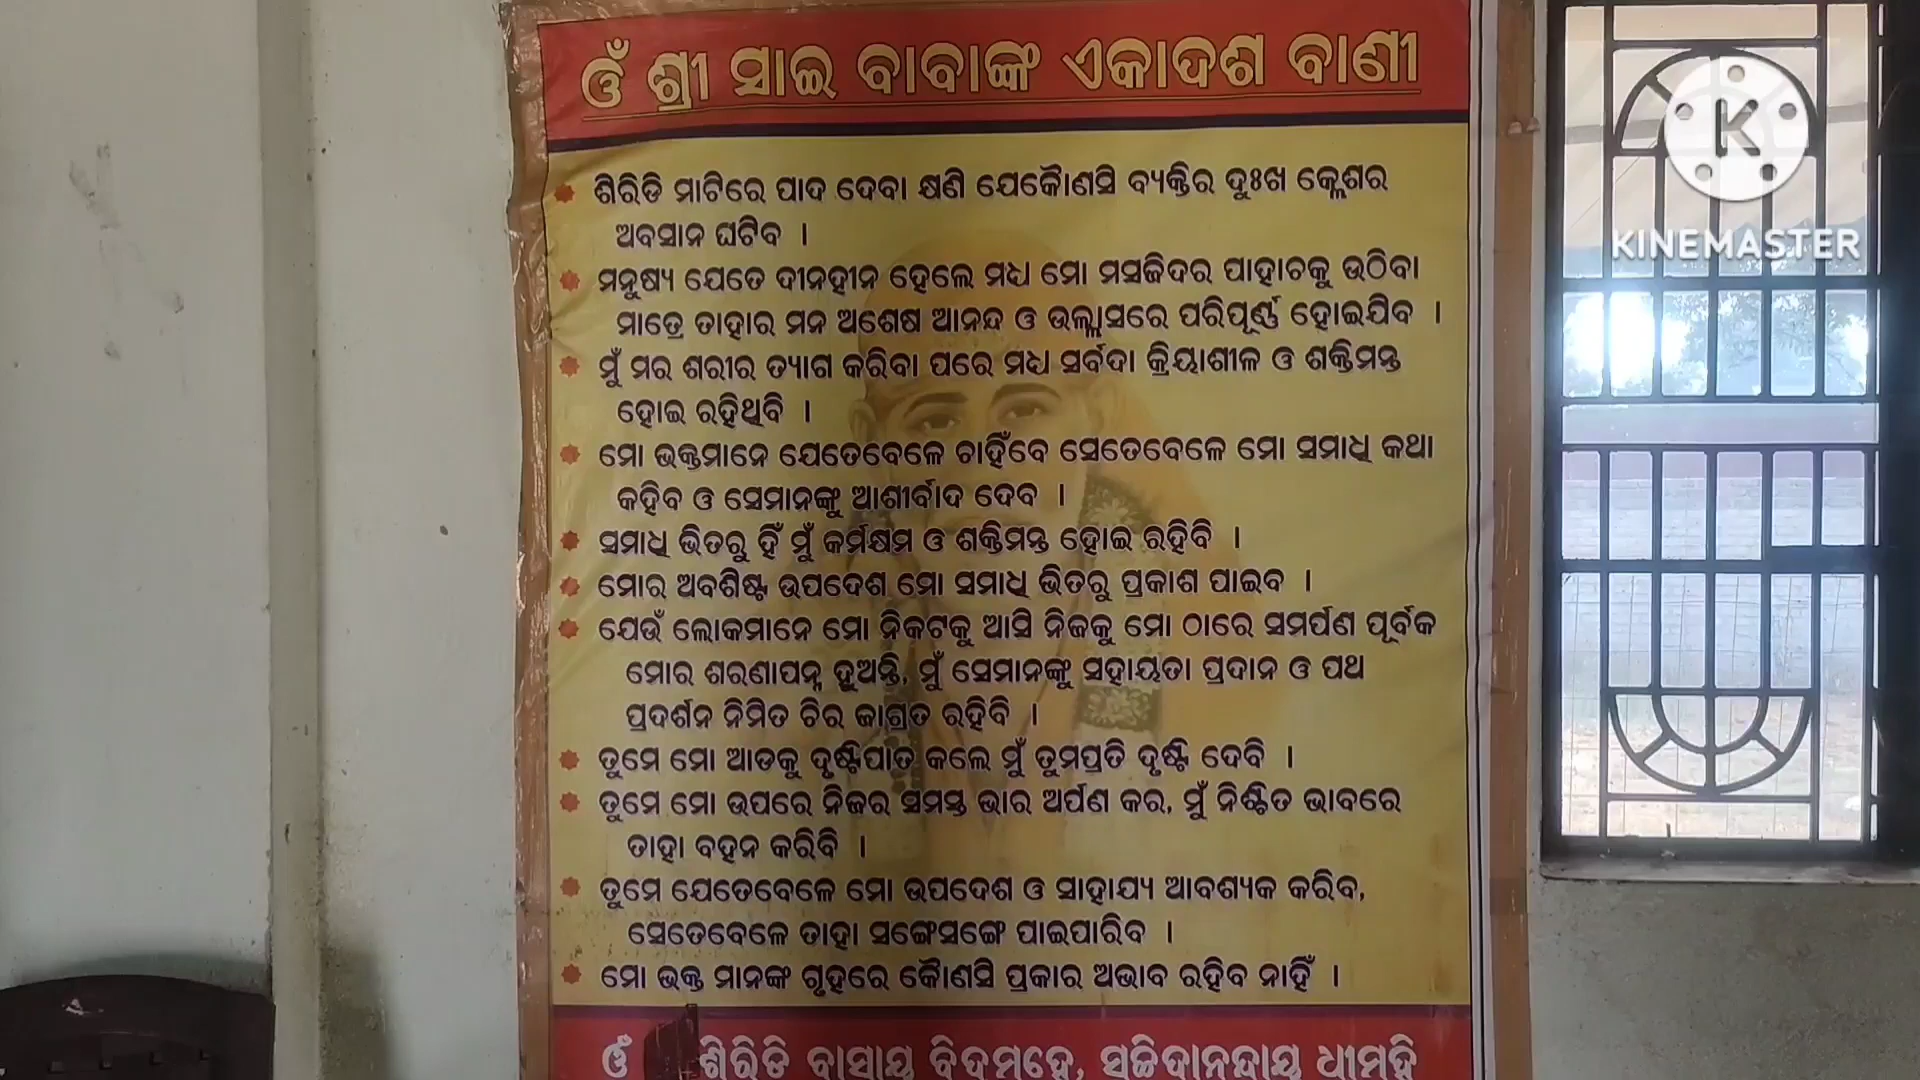 ଓଁ ଶ୍ରୀ ସାଇ ବାବାଙ୍କ ଏକାଦଶ ବାଣୀ
ଶିରିଡି ମାଟିରେ ପାଦ ଦେବା କ୍ଷଣି ଯେକୌଣସି ବ୍ୟକ୍ତିର ଦୁଃଖ କ୍ଲେଶର
ଅବସାନ ଘଟିବ ।
ମନୁଷ୍ୟ ଯେତେ ଦୀନହୀନ ହେଲେ ମଧ୍ୟ ମୋ ମସଜିଦର ପାହାଚକୁ ଉଠିବା
ମାତ୍ରେ ତାହାର ମନ ଅଶେଷ ଆନନ୍ଦ ଓ ଉଲ୍ଲାସରେ ପରିପୂର୍ଣ୍ଣ ହୋଇଯିବ ।
ମୁଁ ମର ଶରୀର ତ୍ୟାଗ କରିବା ପରେ ମଧ୍ୟ ସର୍ବଦା କ୍ରିୟାଶୀଳ ଓ ଶକ୍ତିମନ୍ତ
ହୋଇ ରହିଥିବି ।
ମୋ ଭକ୍ତମାନେ ଯେତେବେଳେ ଚାହିଁବେ ସେତେବେଳେ ମୋ ସମାଧି କଥା
କହିବ ଓ ସେମାନଙ୍କୁ ଆଶୀର୍ବାଦ ଦେବ ।
ସମାଧି ଭିତରୁ ହିଁ ମୁଁ କର୍ମକ୍ଷମ ଓ ଶକ୍ତିମନ୍ତ ହୋଇ ରହିବି ।
ମୋର ଅବଶିଷ୍ଟ ଉପଦେଶ ମୋ ସମାଧି ଭିତରୁ ପ୍ରକାଶ ପାଇବ ।
ଯେଉଁ ଲୋକମାନେ ମୋ ନିକଟକୁ ଆସି ନିଜକୁ ମୋ ଠାରେ ସମର୍ପଣ ପୂର୍ବକ
ମୋର ଶରଣାପନ୍ନ ହୁଅନ୍ତି, ମୁଁ ସେମାନଙ୍କୁ ସହାୟତା ପ୍ରଦାନ ଓ ପଥ
ପ୍ରଦର୍ଶନ ନିମିତ ଚିର ଜାଗ୍ରତ ରହିବି ।
ତୁମେ ମୋ ଆଡକୁ ଦୃଷ୍ଟିପାତ କଲେ ମୁଁ ତୁମପ୍ରତି ଦୃଷ୍ଟି ଦେବି ।
ତୁମେ ମୋ ଉପରେ ନିଜର ସମସ୍ତ ଭାର ଅର୍ପଣ କର, ମୁଁ ନିଶ୍ଚିତ ଭାବରେ
ତାହା ବହନ କରିବି ।
ତୁମେ ଯେତେବେଳେ ମୋ ଉପଦେଶ ଓ ସାହାଯ୍ୟ ଆବଶ୍ୟକ କରିବ,
ସେତେବେଳେ ତାହା ସଙ୍ଗେସଙ୍ଗେ ପାଇପାରିବ ।
ମୋ ଭକ୍ତ ମାନଙ୍କ ଗୃହରେ କୌଣସି ପ୍ରକାର ଅଭାବ ରହିବ ନାହିଁ ।
ଓଁ ଶିରିଡି ବାସାୟ ବିଦ୍ମହେ, ସଚ୍ଚିଦାନନ୍ଦାୟ ଧୀମହି
KINEMASTER